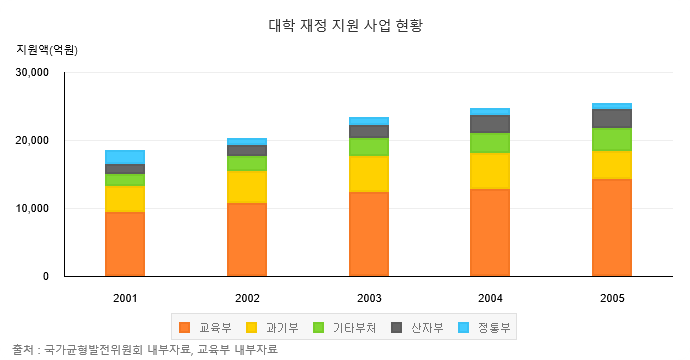 대학 재정 지원 사업 현황
지원액(억원)
30,000
20,000
10,000
0
2001 2002 2003 2004 2005
교육부 과기부 기타부처 산자부 정통부
출처 : 국가균형발전위원회 내부자료, 교육부 내부자료